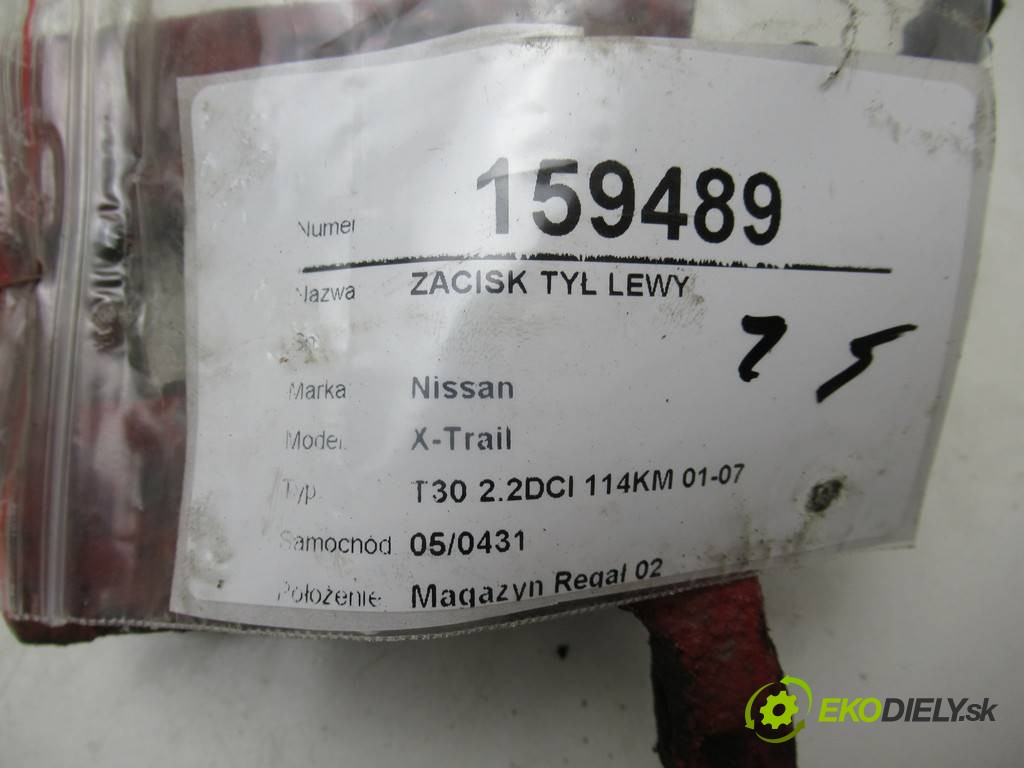 Numer 159489
Nazwa ZACISK TYŁ LEWY
Marka: Nissan
Model: X-Trail
Typ: T30 2.2DCI 114KM 01-07
Samochód: 05/0431
Położenie: Magazyn Regał 02
EKODIELY.sk